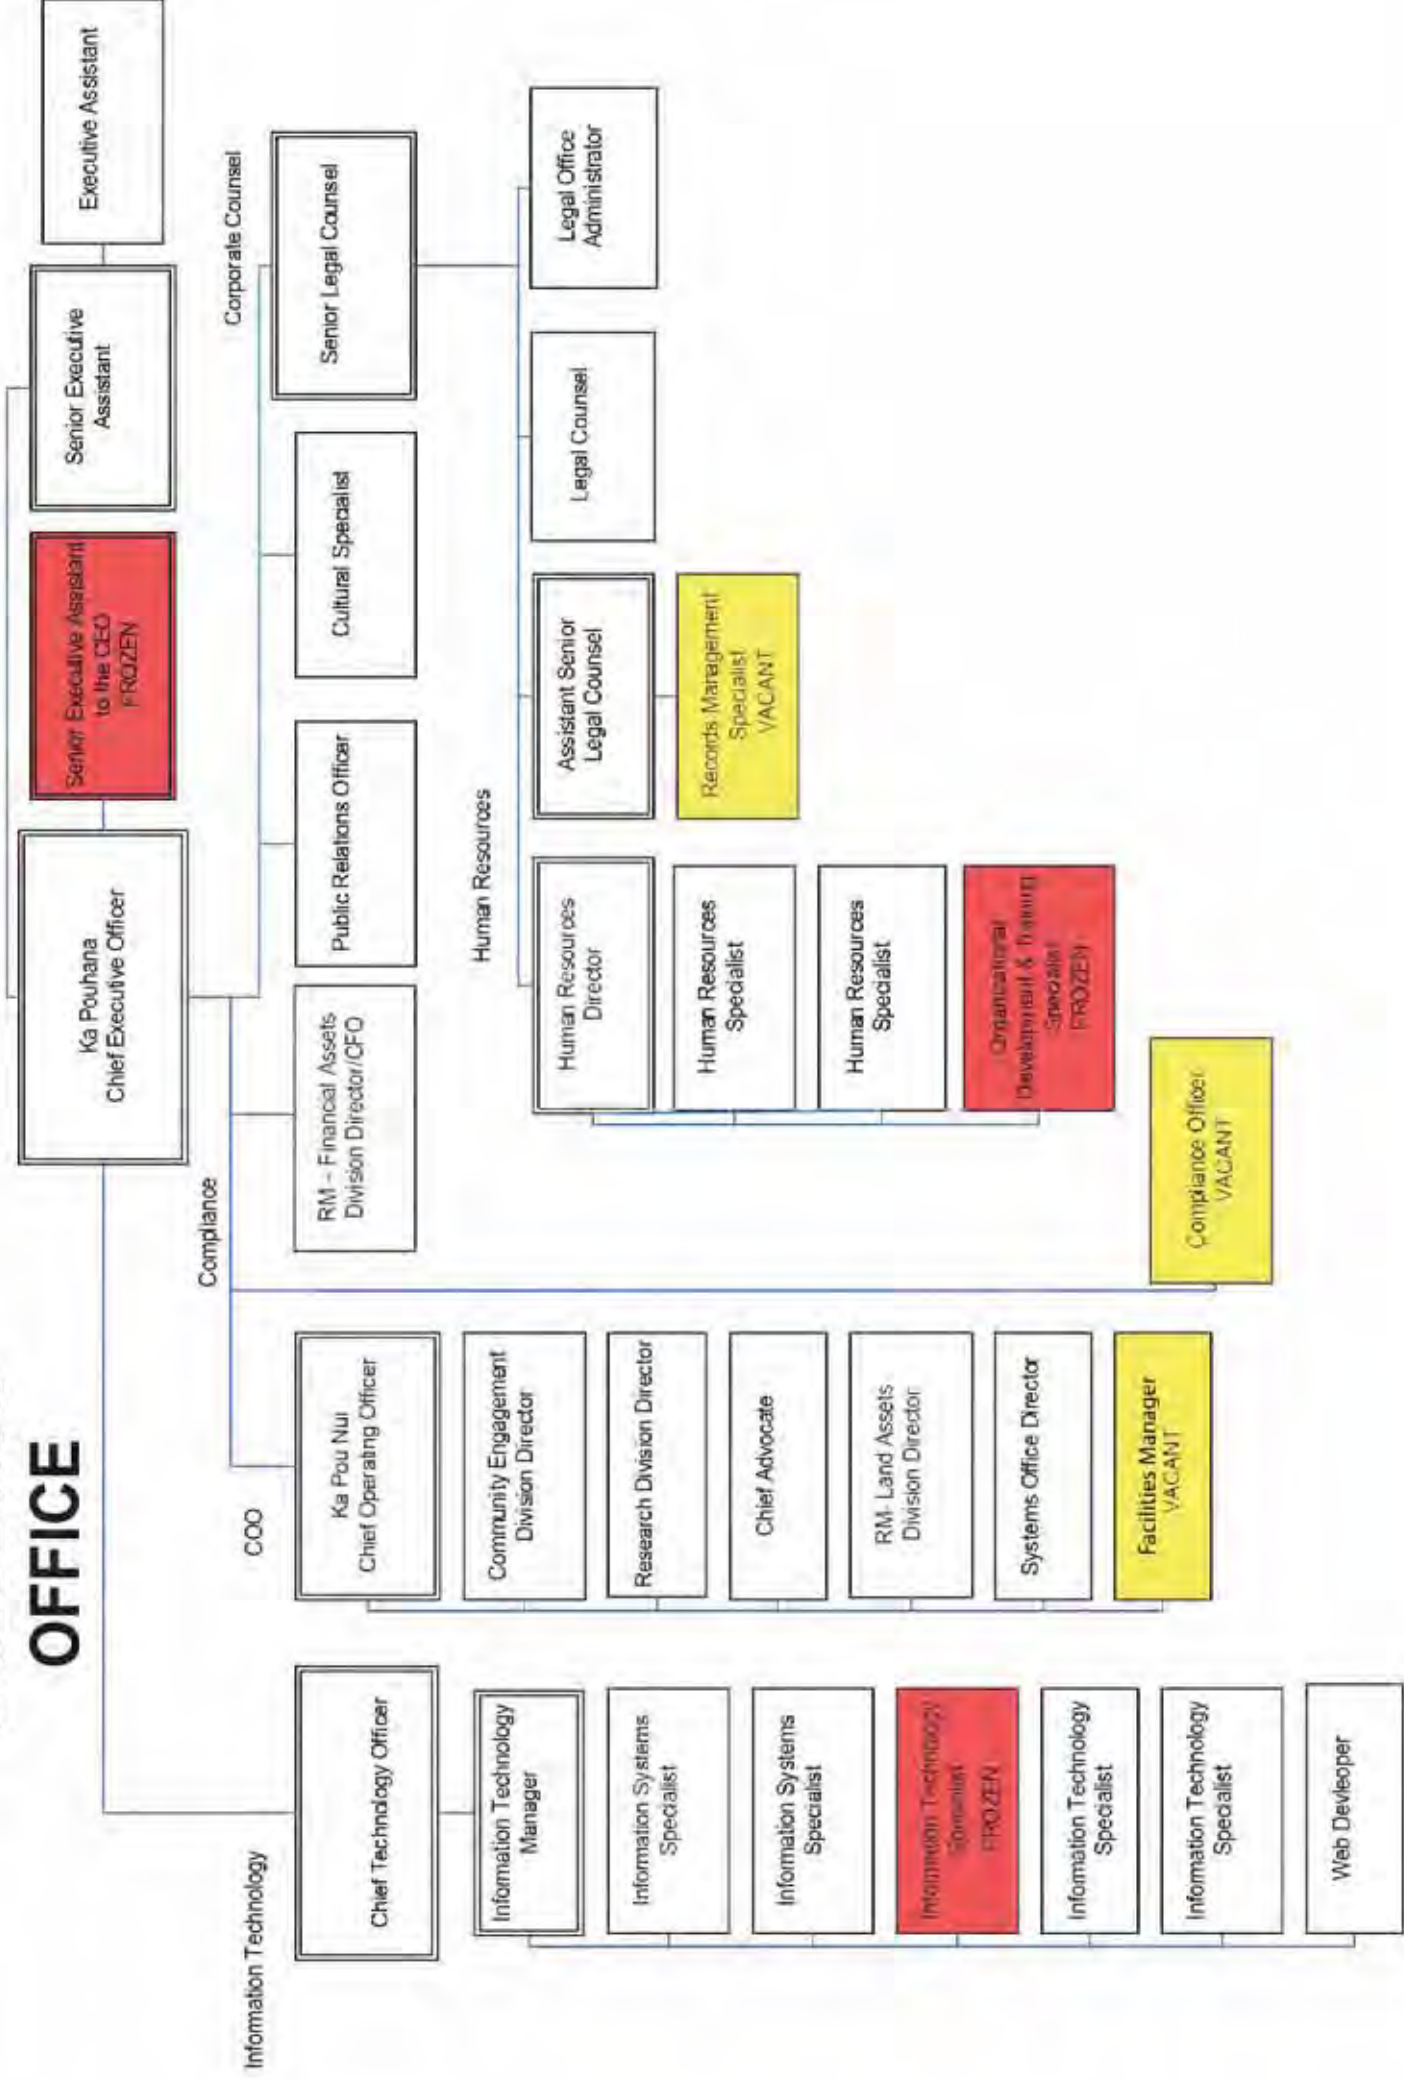 OFFICE
Ka Pouhana
Chief Executive Officer
Senior Executive Assistant
to the CEO
FROZEN
Senior Executive
Assistant
Executive Assistant
Information Technology
Chief Technology Officer
Information Technology
Manager
Information Systems
Specialist
Information Systems
Specialist
Information Technology
Specialist
FROZEN
Information Technology
Specialist
Information Technology
Specialist
Web Devleoper
COO
Ka Pou Nui
Chief Operating Officer
Community Engagement
Division Director
Research Division Director
Chief Advocate
RM- Land Assets
Division Director
Systems Office Director
Facilities Manager
VACANT
Compliance
Compliance Officer
VACANT
RM - Financial Assets
Division Director/CFO
Public Relations Officer
Cultural Specialist
Corporate Counsel
Senior Legal Counsel
Human Resources
Human Resources
Director
Human Resources
Specialist
Human Resources
Specialist
Organizational
Development & Training
Specialist
FROZEN
Assistant Senior
Legal Counsel
Records Management
Specialist
VACANT
Legal Counsel
Legal Office
Administrator